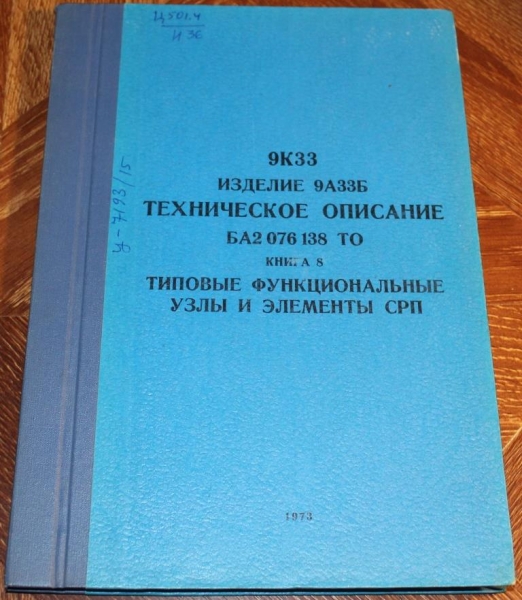 Ц501.4
И 36
У-7193/15
9К33
ИЗДЕЛИЕ 9А33Б
ТЕХНИЧЕСКОЕ ОПИСАНИЕ
БА2 076 138 ТО
КНИГА 8
ТИПОВЫЕ ФУНКЦИОНАЛЬНЫЕ
УЗЛЫ И ЭЛЕМЕНТЫ СРП
1973